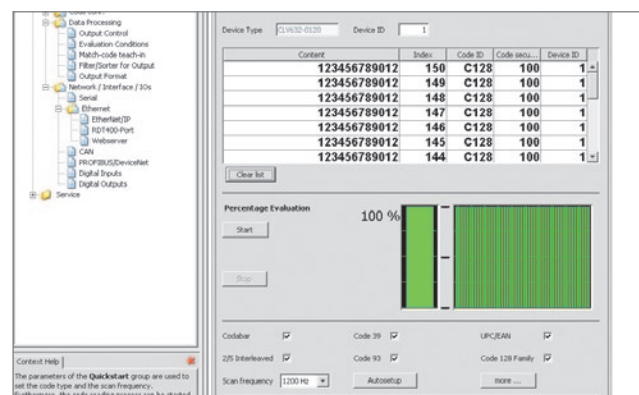 Data Processing
Output Control
Evaluation Conditions
Match-code teach-in
Filter/Sorter for Output
Output Format
Network / Interface / IOs
Serial
Ethernet
EtherNet/IP
RDT400-Port
Webserver
CAN
PROFIBUS/DeviceNet
Digital Inputs
Digital Outputs
Service
Context Help
The parameters of the Quickstart group are used to
set the code type and the scan frequency.
Device Type CLV632-0120 Device ID 1
Content Index Code ID Code secu... Device ID
123456789012 150 C128 100 1
123456789012 149 C128 100 1
123456789012 148 C128 100 1
123456789012 147 C128 100 1
123456789012 146 C128 100 1
123456789012 145 C128 100 1
123456789012 144 C128 100 1
Clear list
Percentage Evaluation
100 %
Start
Stop
Codabar Code 39 UPC/EAN
2/5 Interleaved Code 93 Code 128 Family
Scan frequency 1200 Hz Autosetup more ...